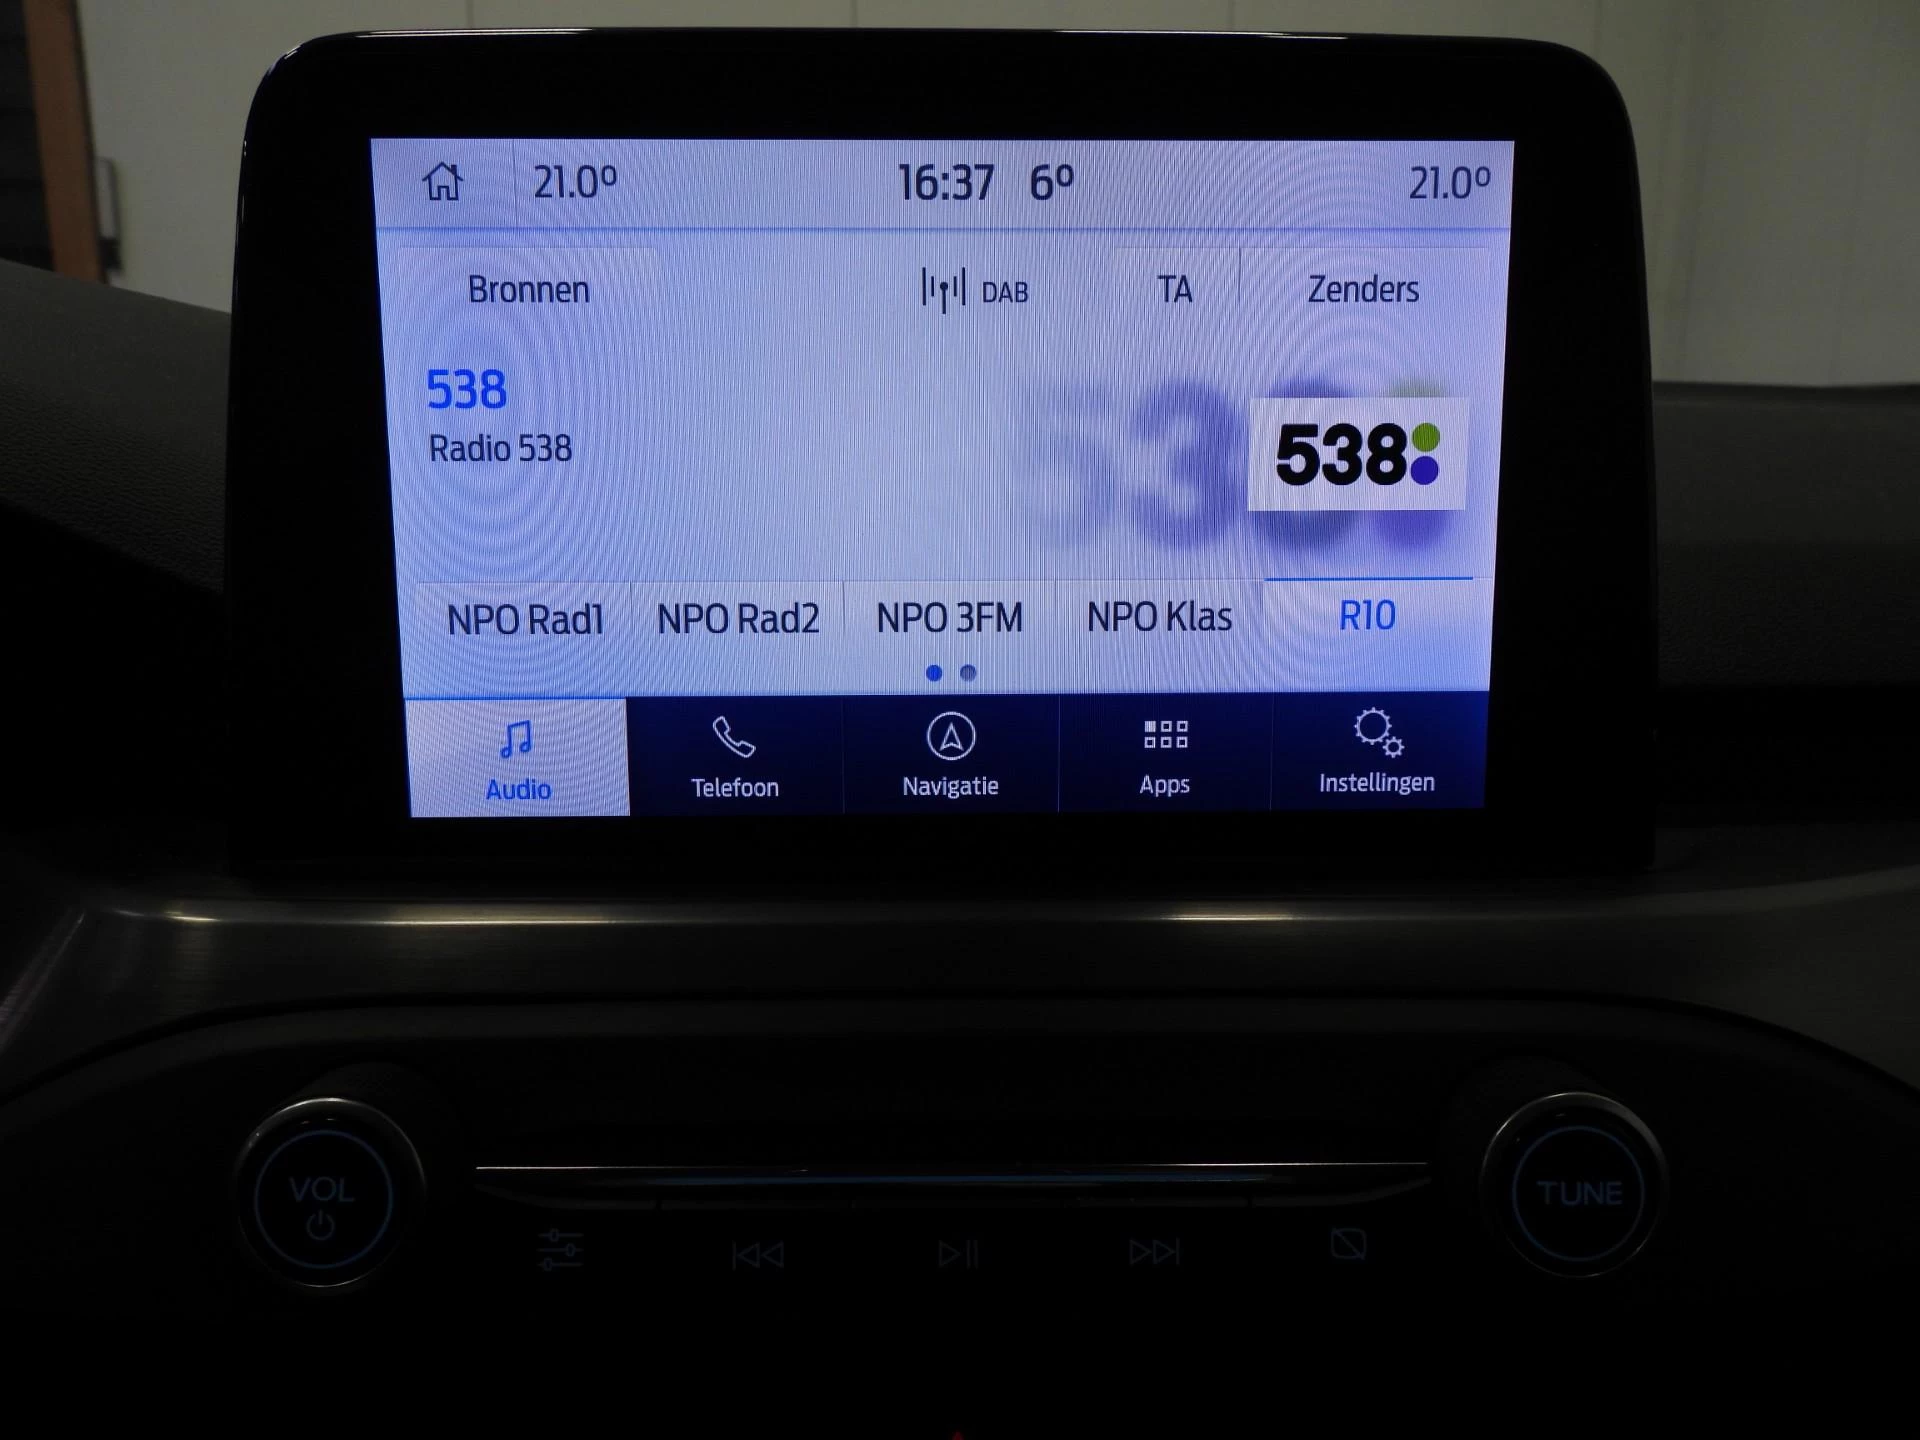 21.0° 16:37 6° 21.0°
Bronnen DAB TA Zenders
538
Radio 538
538
NPO Rad1 NPO Rad2 NPO 3FM NPO Klas R10
Audio Telefoon Navigatie Apps Instellingen
VOL TUNE